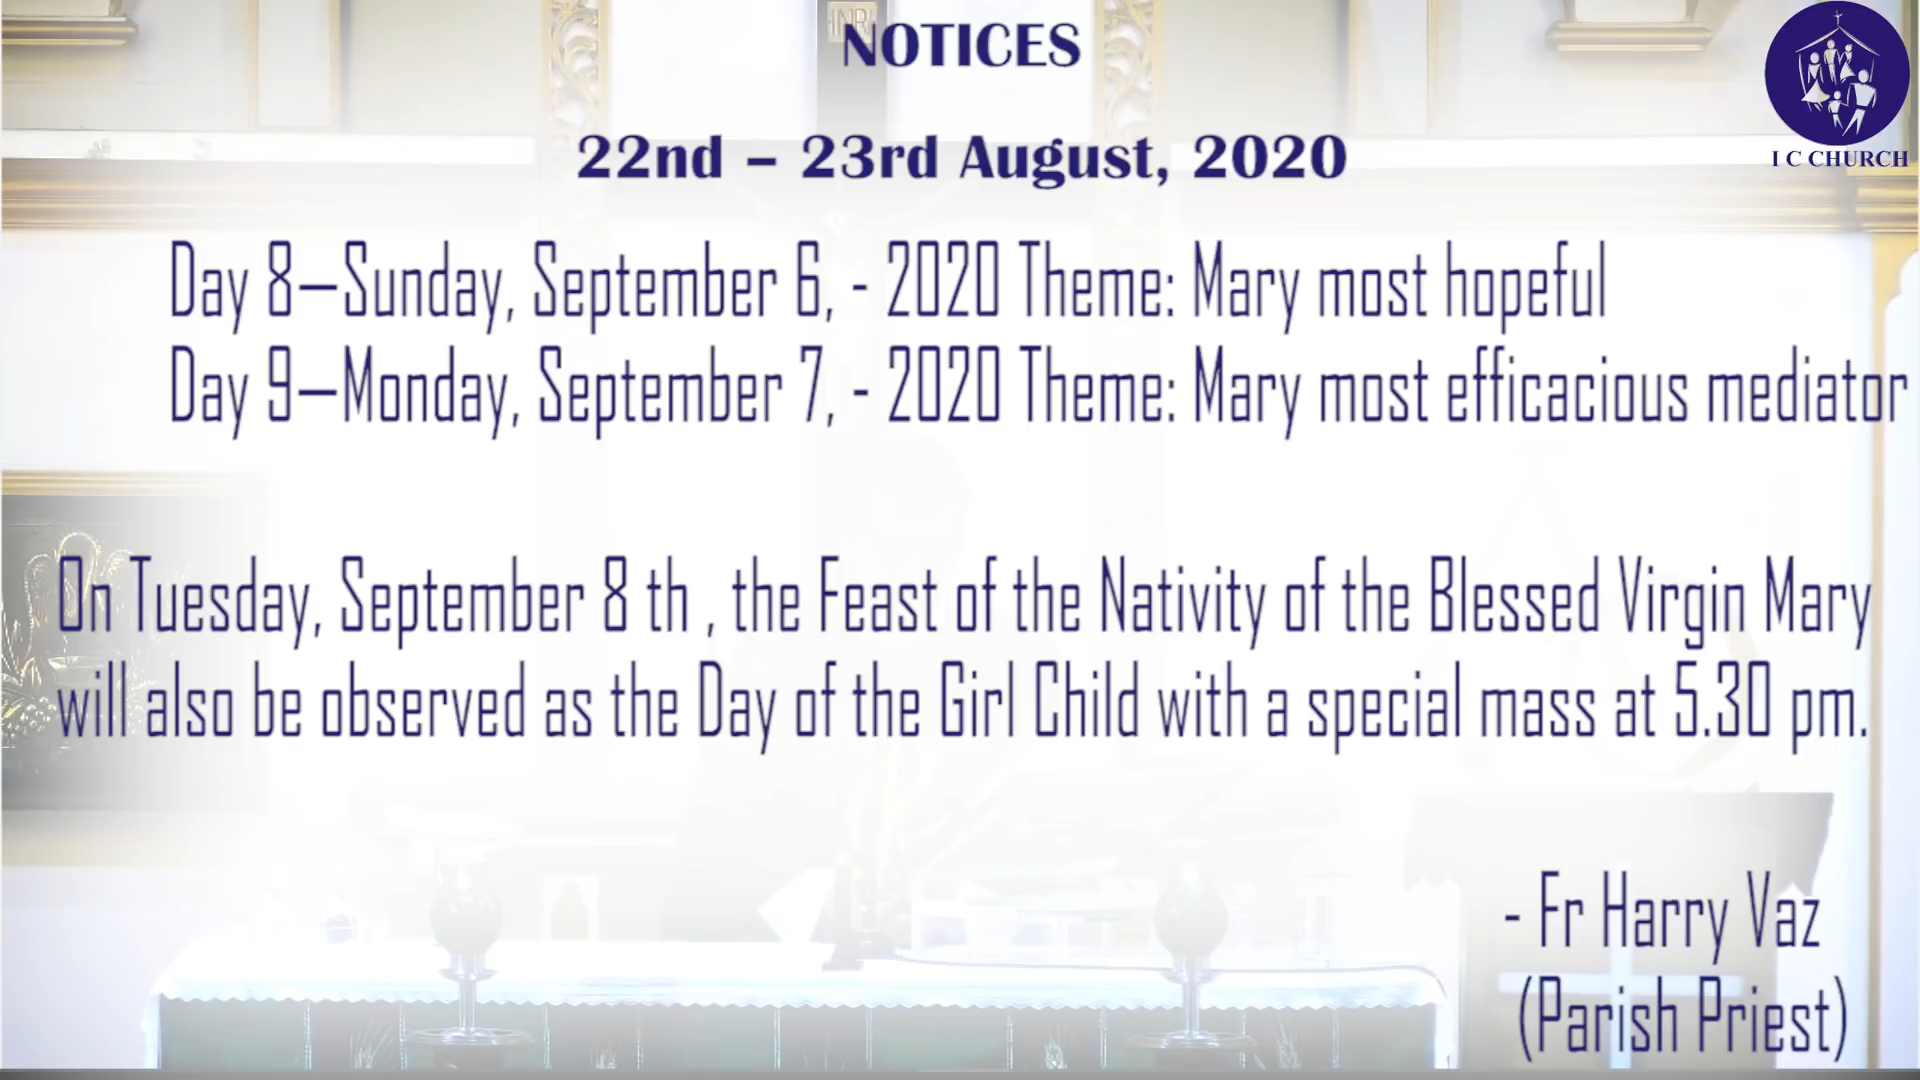 INRI
NOTICES
22nd – 23rd August, 2020
I C CHURCH
Day 8—Sunday, September 6, - 2020 Theme: Mary most hopeful
Day 9—Monday, September 7, - 2020 Theme: Mary most efficacious mediator
On Tuesday, September 8 th , the Feast of the Nativity of the Blessed Virgin Mary
will also be observed as the Day of the Girl Child with a special mass at 5.30 pm.
- Fr Harry Vaz
(Parish Priest)